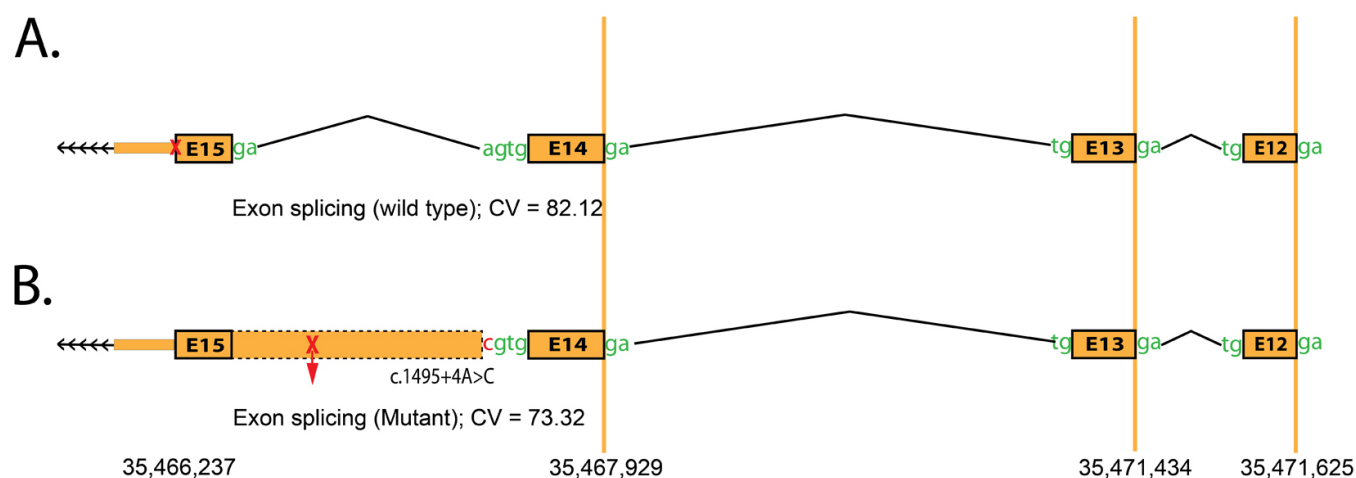 A.
X E15 ga agtg E14 ga tg E13 ga tg E12 ga
Exon splicing (wild type); CV = 82.12
B.
E15 X cgtg E14 ga tg E13 ga tg E12 ga
c.1495+4A>C
Exon splicing (Mutant); CV = 73.32
35,466,237 35,467,929 35,471,434 35,471,625